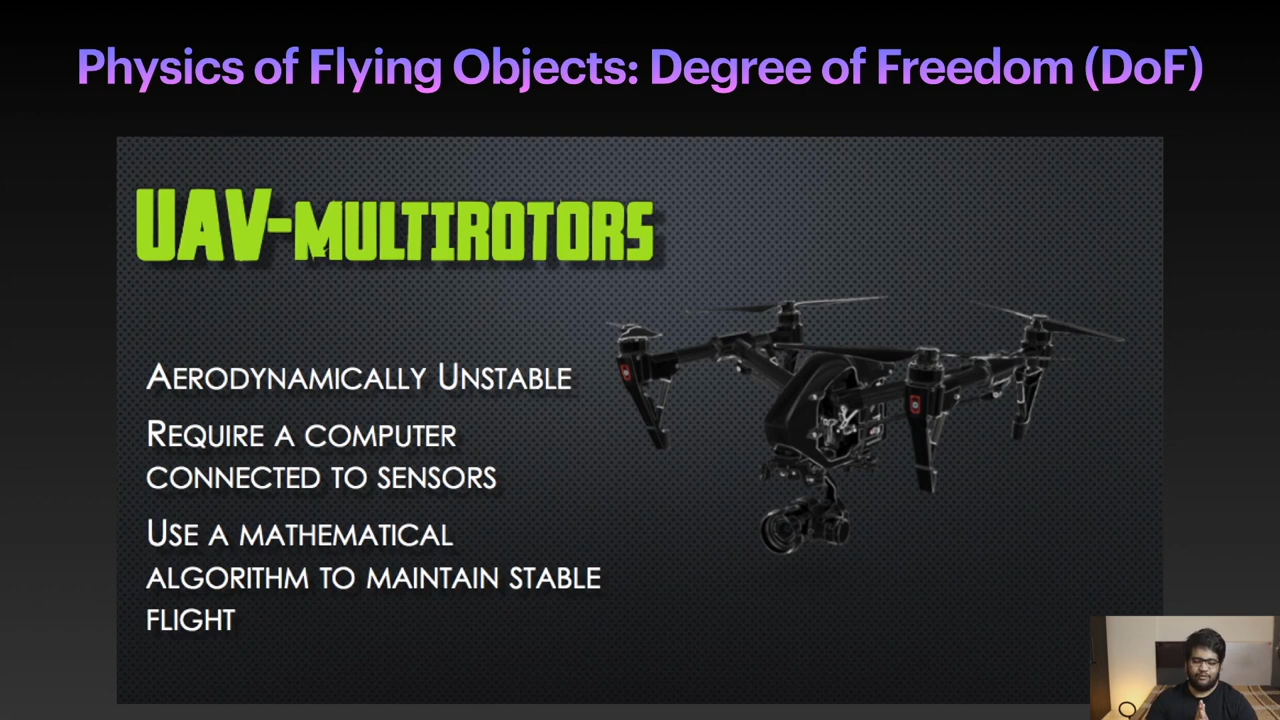 Physics of Flying Objects: Degree of Freedom (DoF)
UAV-MULTIROTORS
AERODYNAMICALLY UNSTABLE
REQUIRE A COMPUTER
CONNECTED TO SENSORS
USE A MATHEMATICAL
ALGORITHM TO MAINTAIN STABLE
FLIGHT